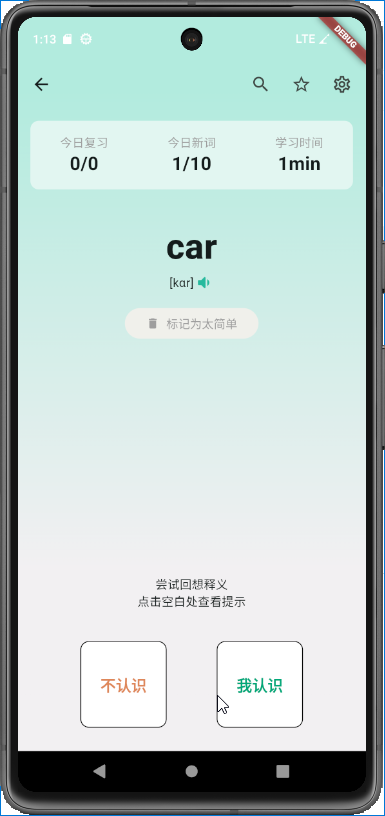 1:13
LTE
DEBUG
今日复习
今日新词
学习时间
0/0
1/10
1min
car
[kɑr]
标记为太简单
尝试回想释义
点击空白处查看提示
不认识
我认识